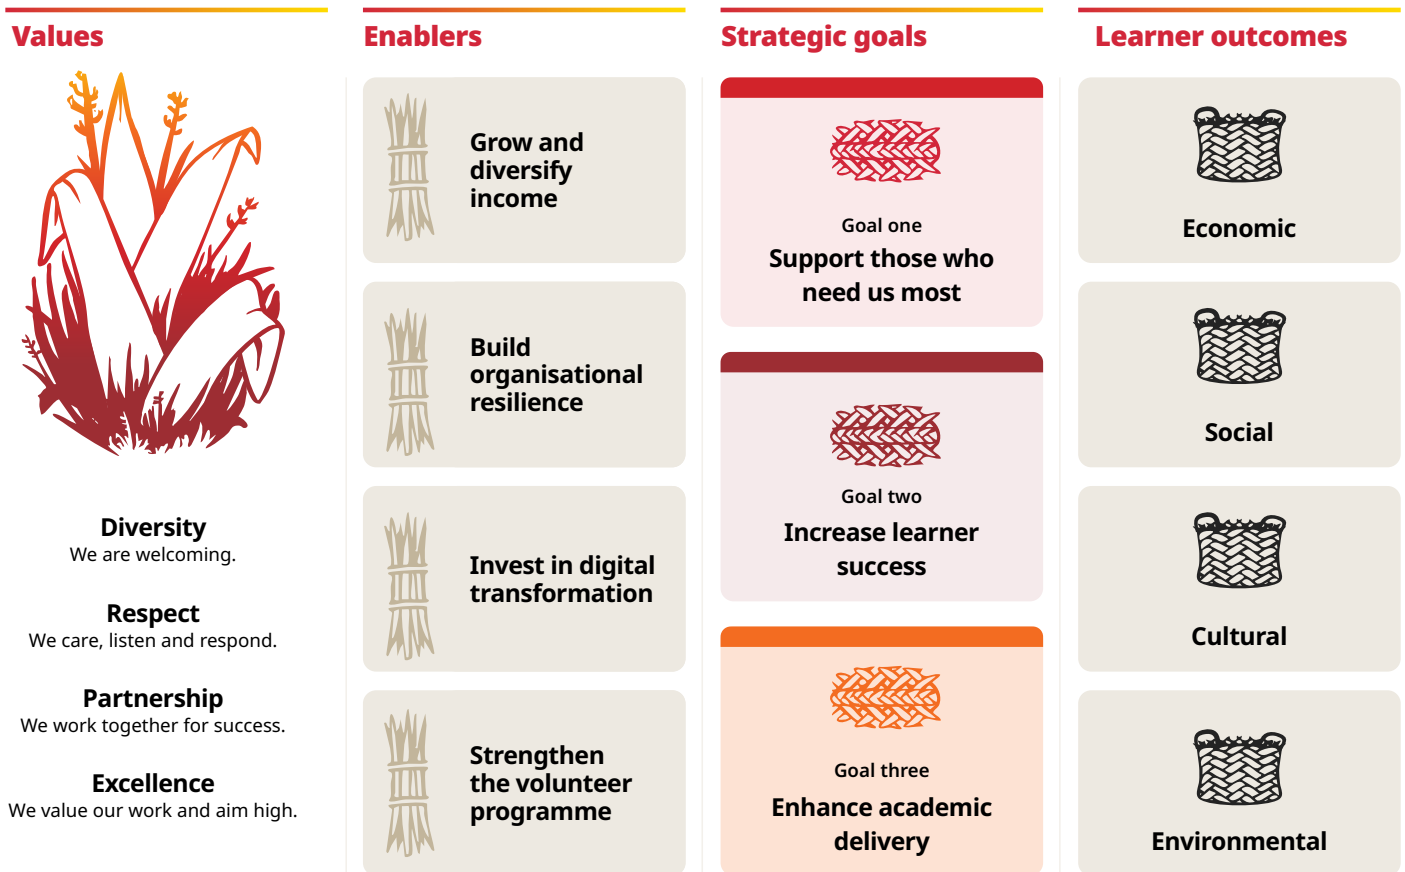 Values
Diversity
We are welcoming.
Respect
We care, listen and respond.
Partnership
We work together for success.
Excellence
We value our work and aim high.
Enablers
Grow and
diversify
income
Build
organisational
resilience
Invest in digital
transformation
Strengthen
the volunteer
programme
Strategic goals
Goal one
Support those who
need us most
Goal two
Increase learner
success
Goal three
Enhance academic
delivery
Learner outcomes
Economic
Social
Cultural
Environmental